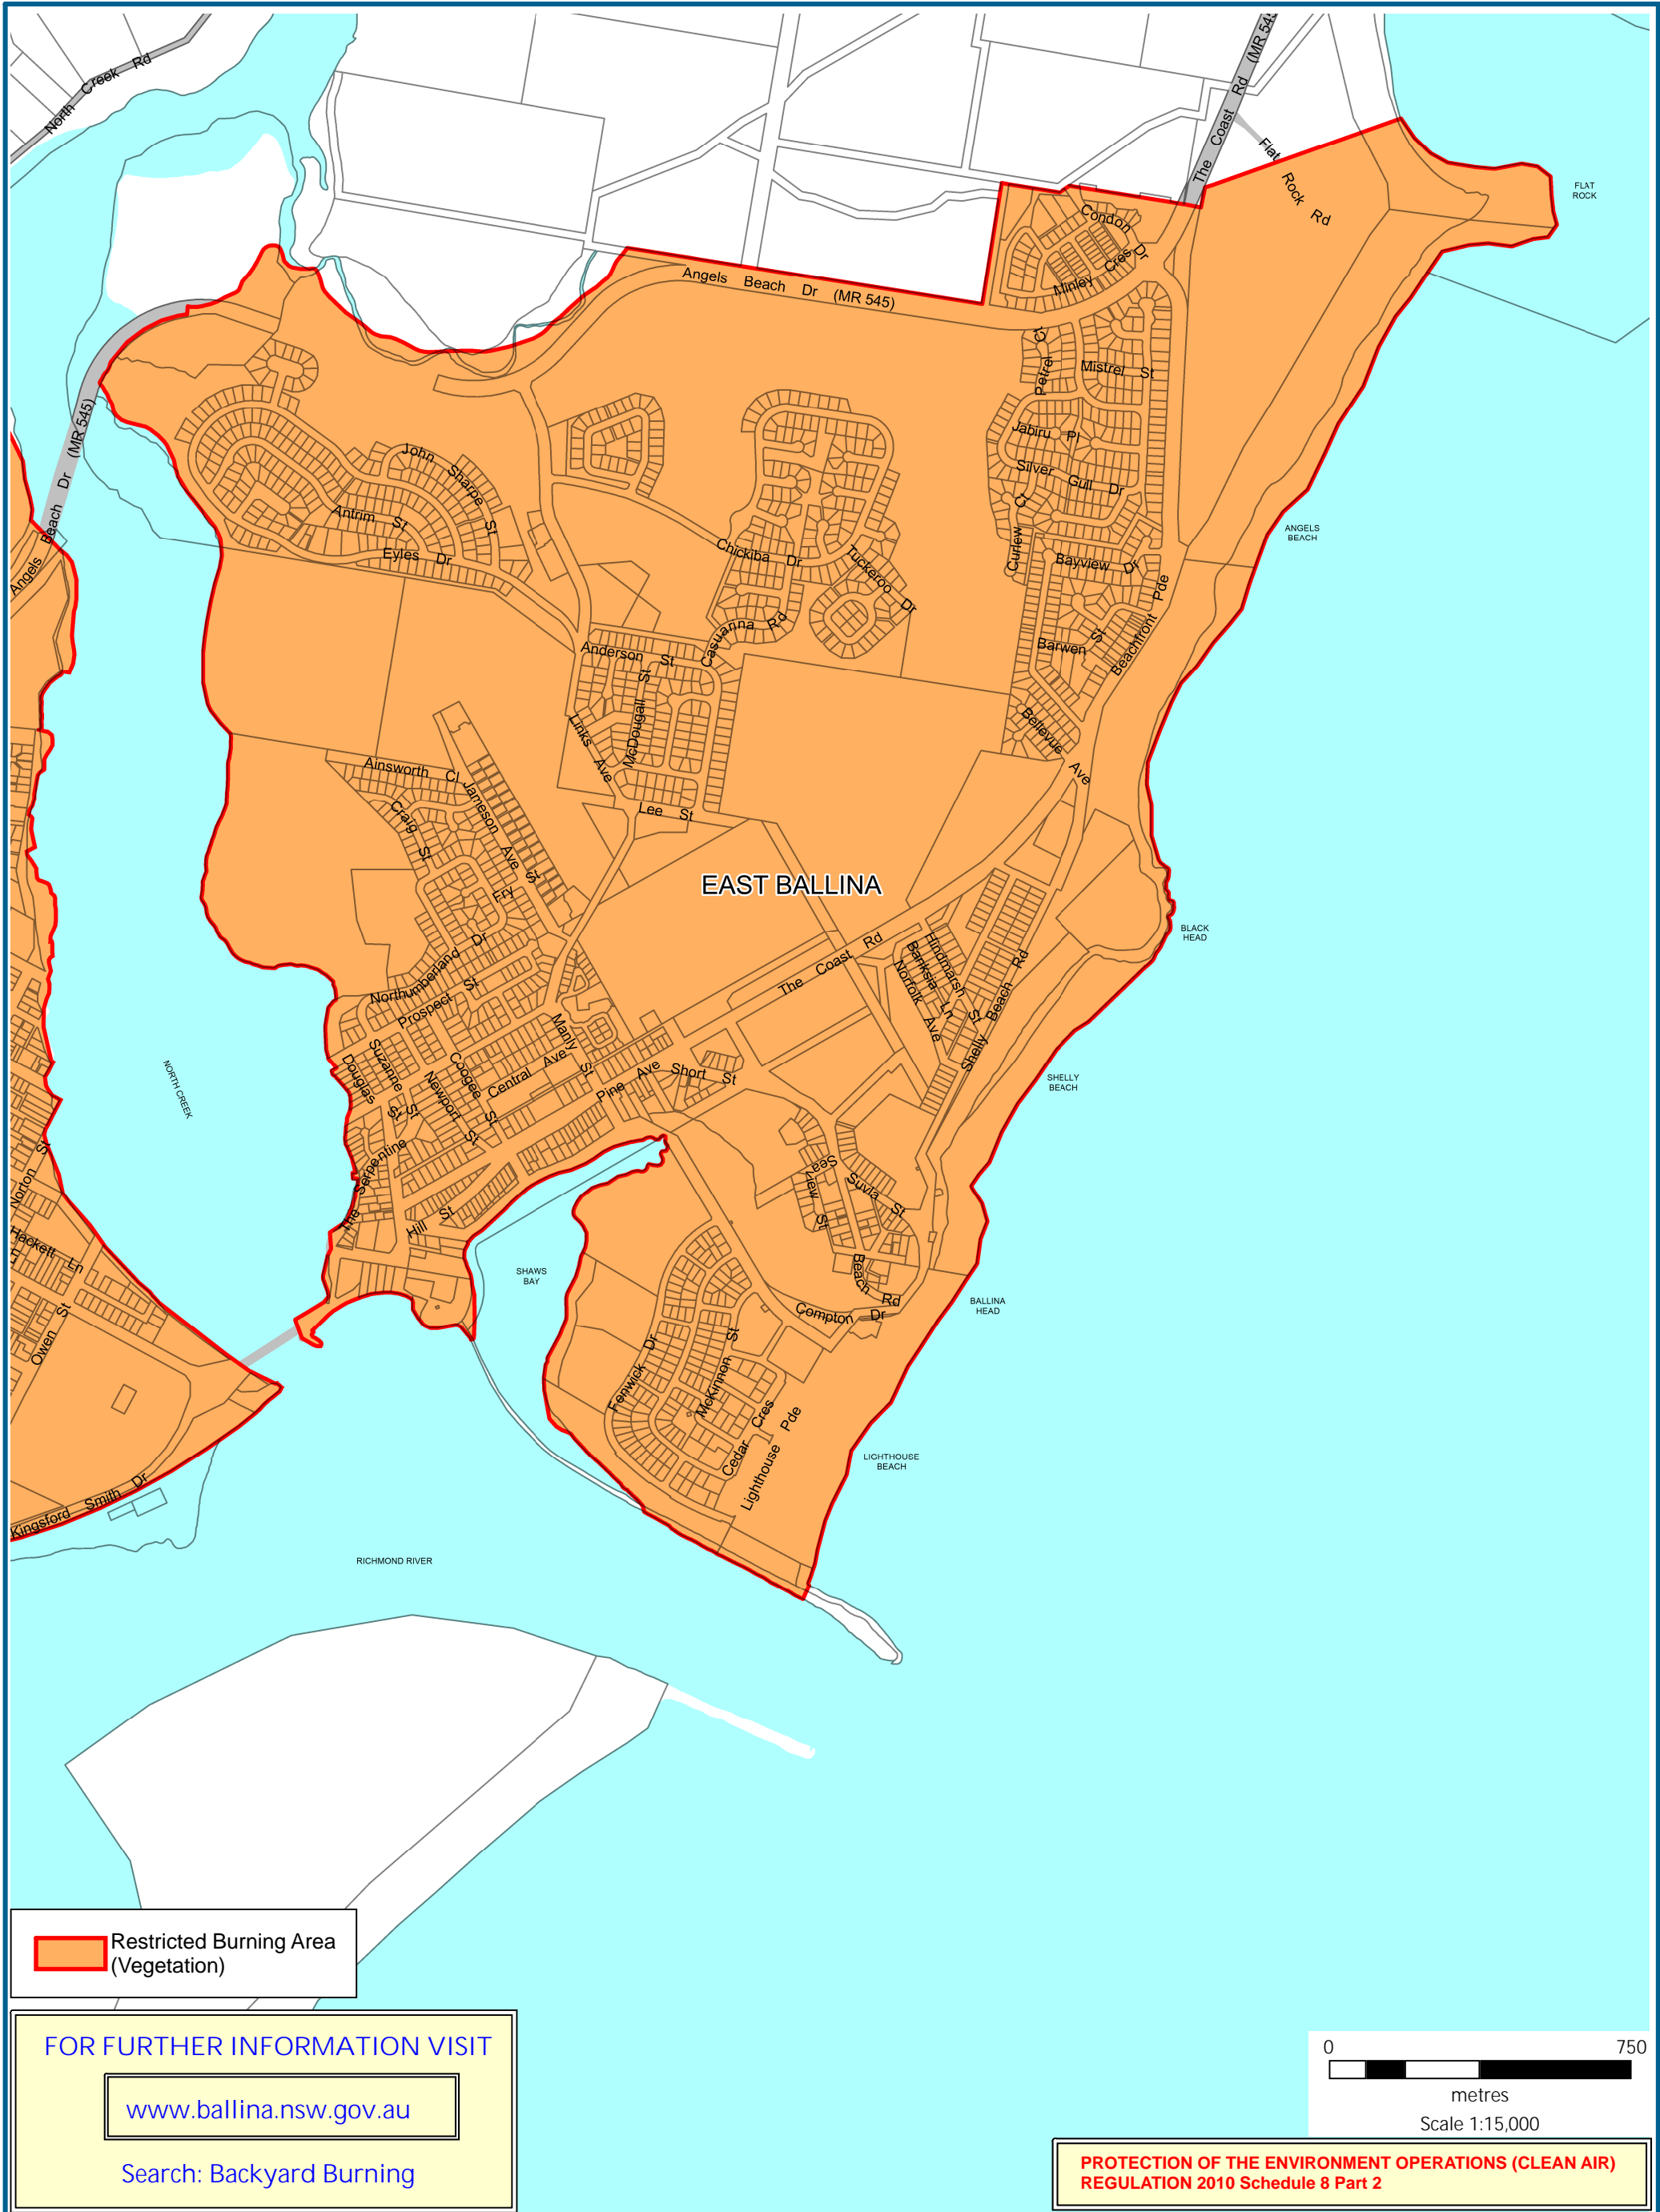 North Creek Rd
The Coast Rd (MR 545
Flat Rock Rd
FLAT
ROCK
Condon Dr
Minley Cres
Angels Beach Dr (MR 545)
Petrel Ct
Mistrel St
Jabiru Pl
Silver Gull Dr
Curlew Ct
Bayview Dr
Barwen St
Beachfront Pde
Bellevue Ave
ANGELS
BEACH
Angels Beach Dr (MR 545)
John Sharpe St
Antrim St
Eyles Dr
Chickiba Dr
Tuckeroo Dr
Casuarina Rd
Anderson St
McDougall St
Links Ave
Lee St
Ainsworth Cl
Jameson Ave
Craig St
Fry St
EAST BALLINA
BLACK
HEAD
Northumberland Dr
Prospect St
The Coast Rd
Hindmarsh St
Banksia Ln
Norfolk Ave
Shelly Beach Rd
SHELLY
BEACH
NORTH CREEK
Suzanne St
Douglas St
Coogee St
Newport St
Central Ave
Manly St
Pine Ave
Short St
The Serpentine
Hill St
Sea View St
Suvla St
Beach Rd
Compton Dr
BALLINA
HEAD
SHAWS
BAY
Norton St
Hackett Ln
Owen St
Fenwick Dr
McKinnon St
Cedar Cres
Lighthouse Pde
LIGHTHOUSE
BEACH
Kingsford Smith Dr
RICHMOND RIVER
Restricted Burning Area
(Vegetation)
FOR FURTHER INFORMATION VISIT
www.ballina.nsw.gov.au
Search: Backyard Burning
0 750
metres
Scale 1:15,000
PROTECTION OF THE ENVIRONMENT OPERATIONS (CLEAN AIR)
REGULATION 2010 Schedule 8 Part 2